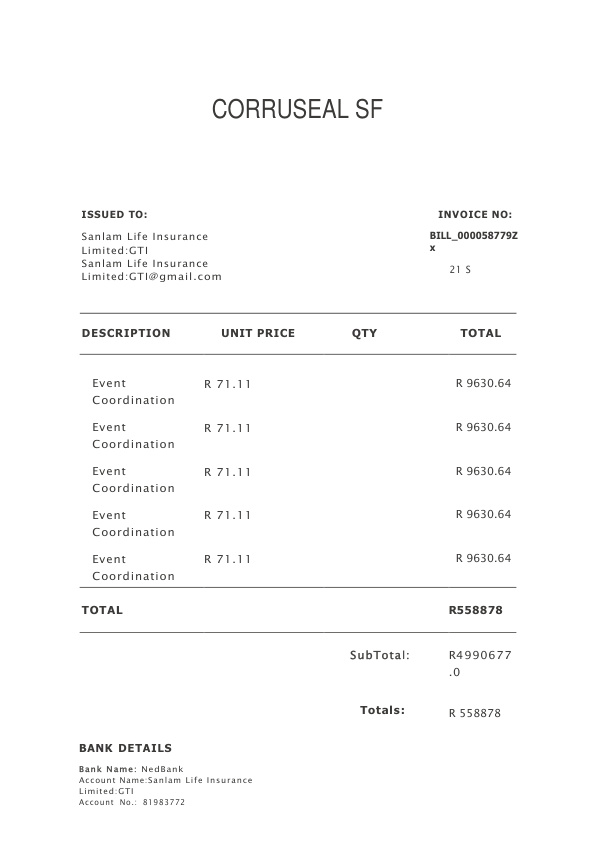 CORRUSEAL SF
ISSUED TO:
INVOICE NO:
Sanlam Life Insurance
Limited:GTI
Sanlam Life Insurance
Limited:GTI@gmail.com
BILL_000058779Z
x
21 S
DESCRIPTION UNIT PRICE QTY TOTAL
Event R 71.11 R 9630.64
Coordination
Event R 71.11 R 9630.64
Coordination
Event R 71.11 R 9630.64
Coordination
Event R 71.11 R 9630.64
Coordination
Event R 71.11 R 9630.64
Coordination
TOTAL R558878
SubTotal: R4990677
.0
Totals: R 558878
BANK DETAILS
Bank Name: NedBank
Account Name:Sanlam Life Insurance
Limited:GTI
Account No.: 81983772